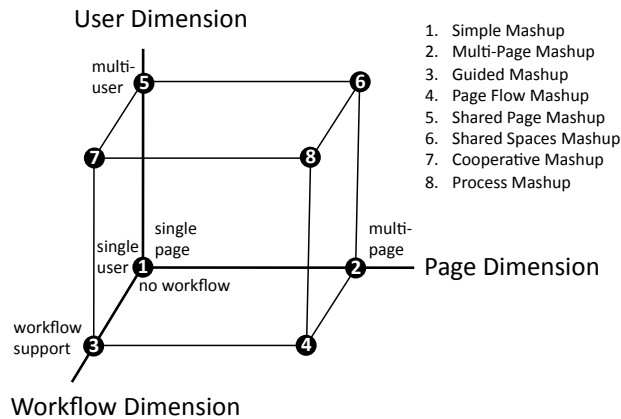 User Dimension
1. Simple Mashup
2. Multi-Page Mashup
3. Guided Mashup
4. Page Flow Mashup
5. Shared Page Mashup
6. Shared Spaces Mashup
7. Cooperative Mashup
8. Process Mashup
multi-
user
5
6
7
8
single
page
multi-
page
single
user
1
2
Page Dimension
no workflow
workflow
support
3
4
Workflow Dimension